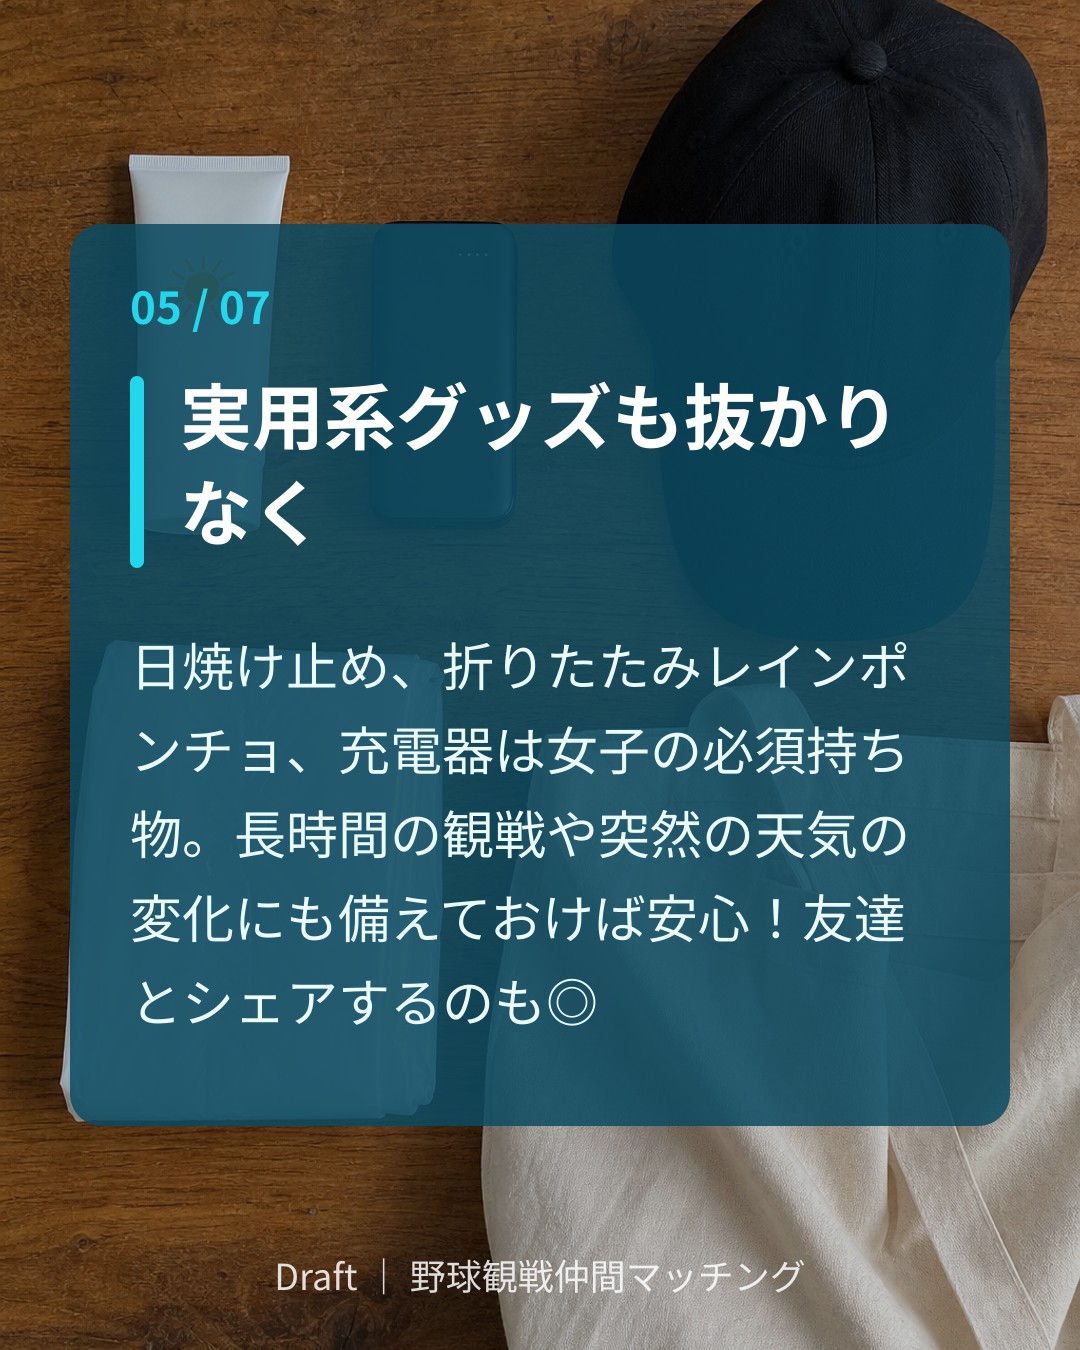 05 / 07
実用系グッズも抜かり
なく
日焼け止め、折りたたみレインポ
ンチョ、充電器は女子の必須持ち
物。長時間の観戦や突然の天気の
変化にも備えておけば安心！友達
とシェアするのも◎
Draft ｜ 野球観戦仲間マッチング